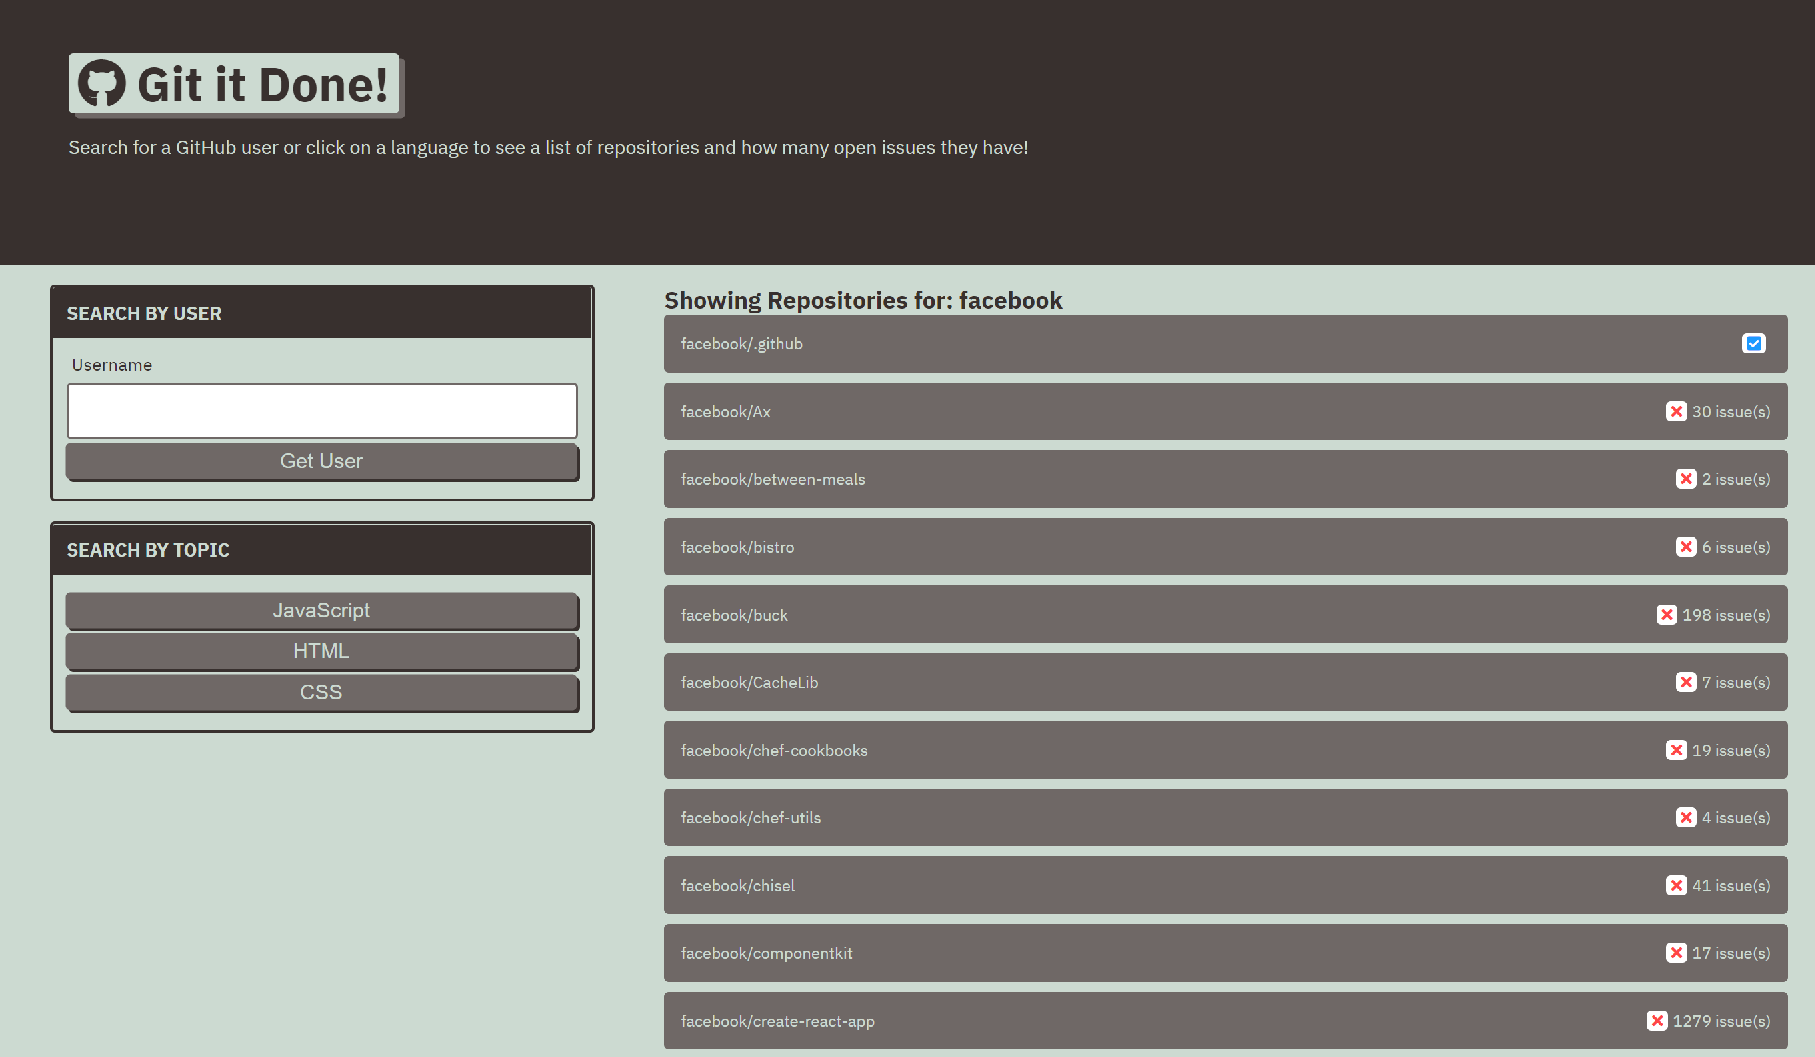 Git it Done!
Search for a GitHub user or click on a language to see a list of repositories and how many open issues they have!
SEARCH BY USER
Username
Get User
SEARCH BY TOPIC
JavaScript
HTML
CSS
Showing Repositories for: facebook
facebook/.github
facebook/Ax 30 issue(s)
facebook/between-meals 2 issue(s)
facebook/bistro 6 issue(s)
facebook/buck 198 issue(s)
facebook/CacheLib 7 issue(s)
facebook/chef-cookbooks 19 issue(s)
facebook/chef-utils 4 issue(s)
facebook/chisel 41 issue(s)
facebook/componentkit 17 issue(s)
facebook/create-react-app 1279 issue(s)